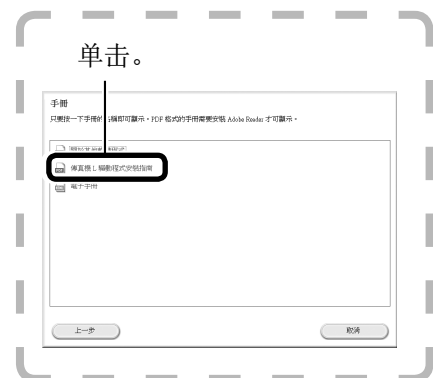 单击。
手冊
只要按一下手冊的名稱即可顯示。PDF 格式的手冊需要安裝 Adobe Reader 才可顯示。
傳真機 L 驅動程式安裝指南
電子手冊
上一步
取消